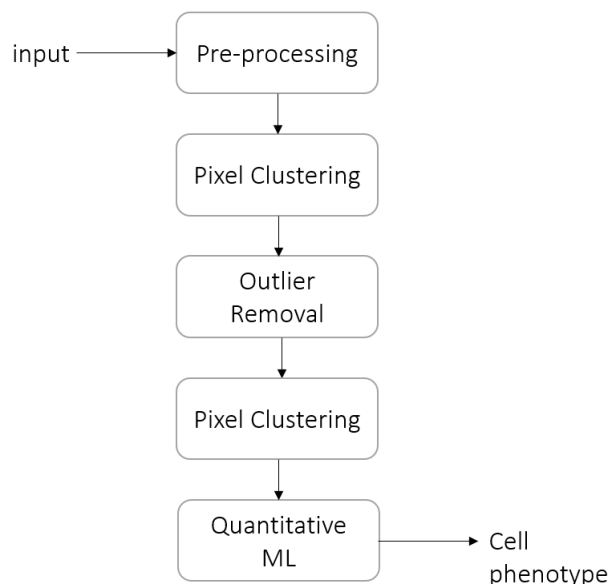 input
Pre-processing
Pixel Clustering
Outlier
Removal
Pixel Clustering
Quantitative
ML
Cell
phenotype